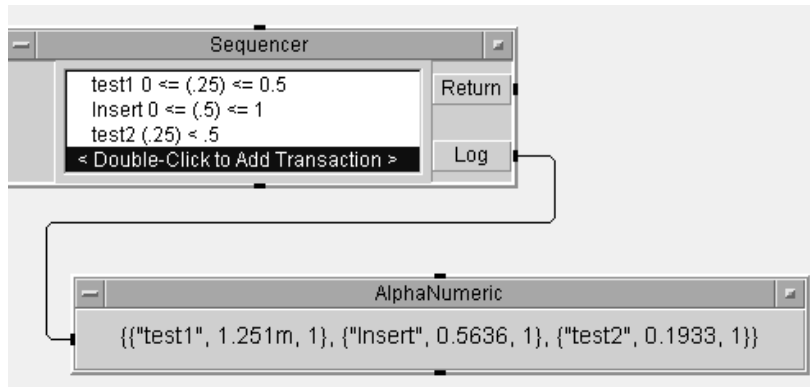 Sequencer
test1 0 <= (.25) <= 0.5
Insert 0 <= (.5) <= 1
test2 (.25) < .5
< Double-Click to Add Transaction >
Return
Log
AlphaNumeric
{{"test1", 1.251m, 1}, {"Insert", 0.5636, 1}, {"test2", 0.1933, 1}}